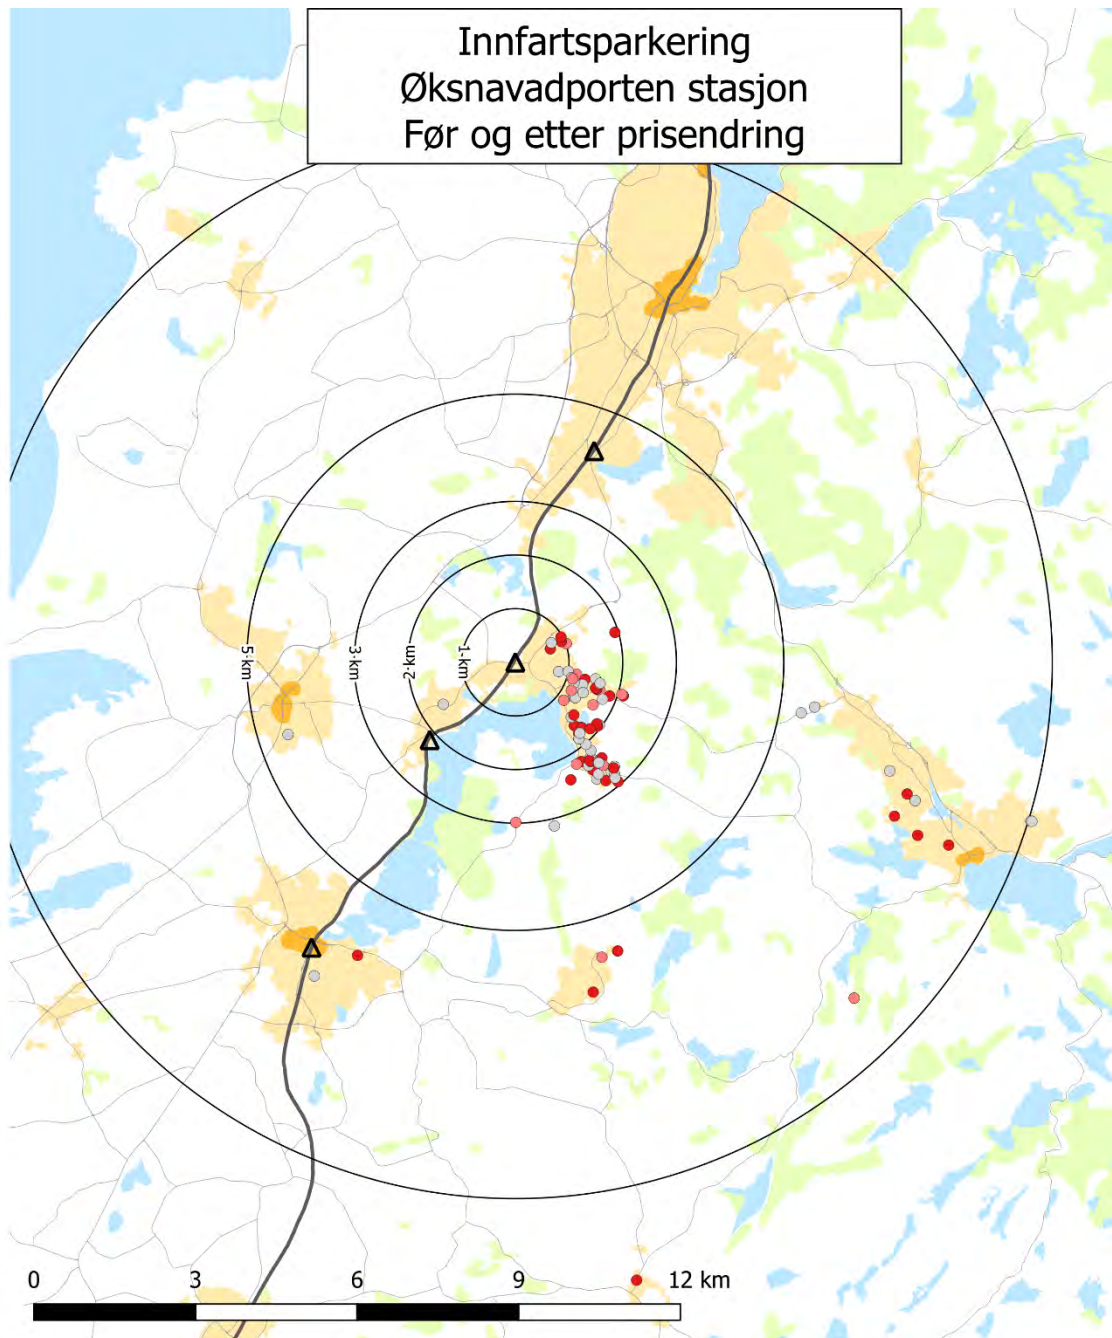 Innfartsparkering
Øksnavadporten stasjon
Før og etter prisendring
5 km
3 km
2 km
1 km
0 3 6 9 12 km